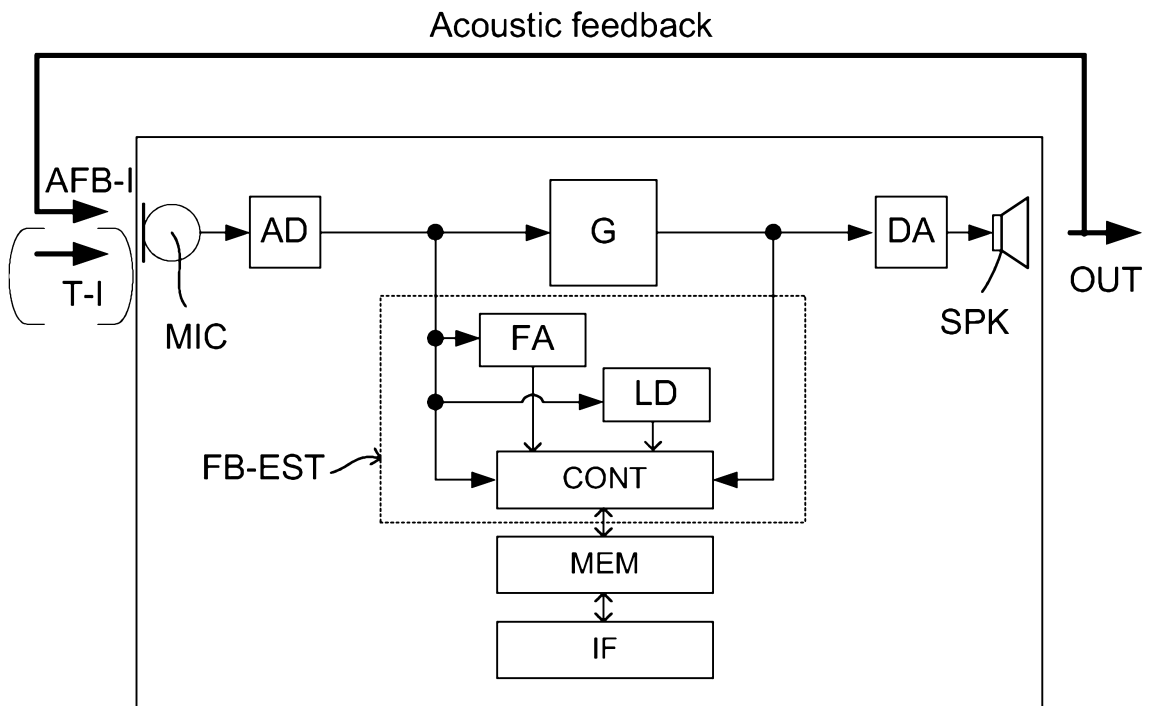 Acoustic feedback
AFB-I
T-I
MIC
AD
G
DA
SPK
OUT
FA
LD
FB-EST
CONT
MEM
IF